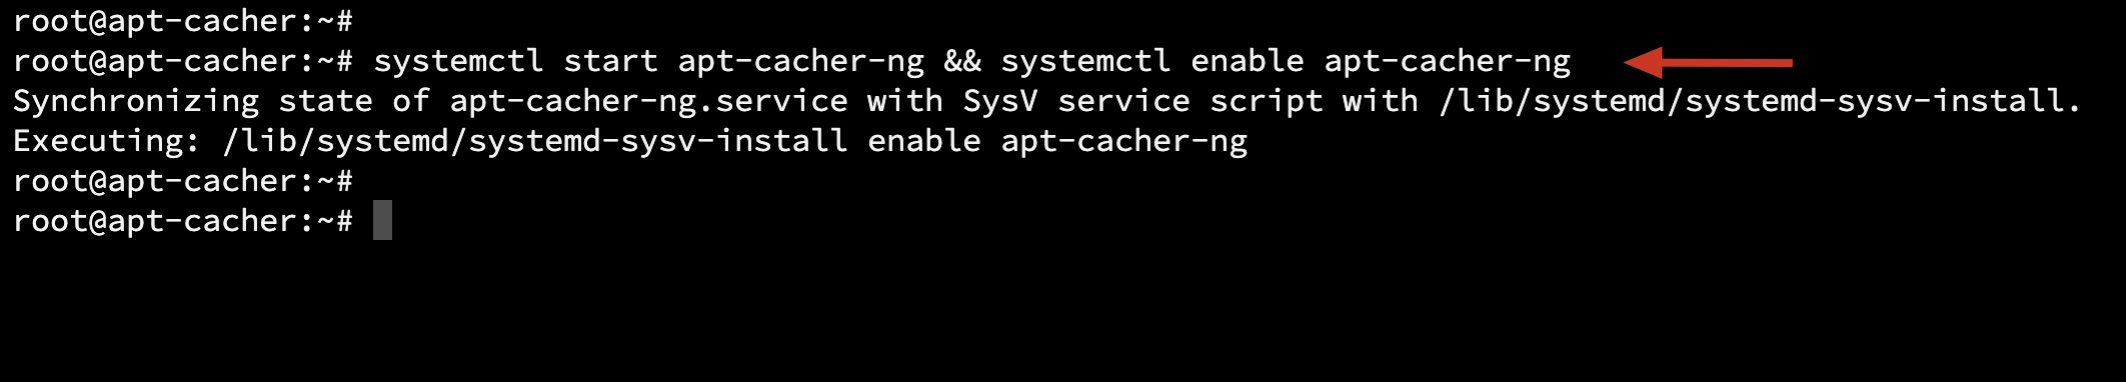 root@apt-cacher:~#
root@apt-cacher:~# systemctl start apt-cacher-ng && systemctl enable apt-cacher-ng
Synchronizing state of apt-cacher-ng.service with SysV service script with /lib/systemd/systemd-sysv-install.
Executing: /lib/systemd/systemd-sysv-install enable apt-cacher-ng
root@apt-cacher:~#
root@apt-cacher:~#